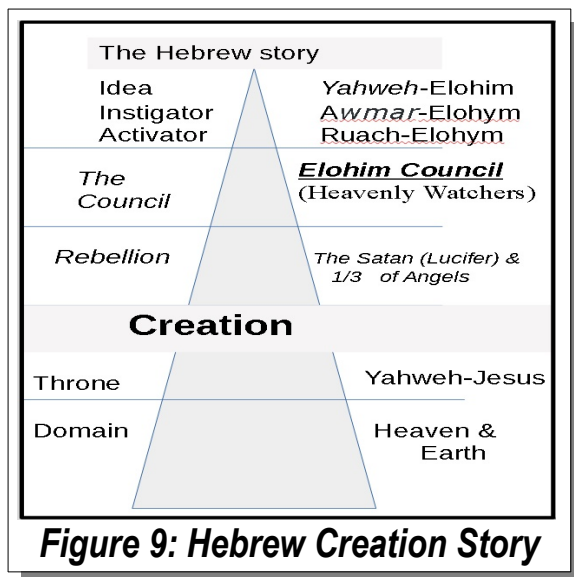 The Hebrew story
Idea Yahweh-Elohim
Instigator Awmar-Elohym
Activator Ruach-Elohym
The Elohim Council
Council (Heavenly Watchers)
Rebellion The Satan (Lucifer) &
1/3 of Angels
Creation
Throne Yahweh-Jesus
Domain Heaven &
Earth
Figure 9: Hebrew Creation Story